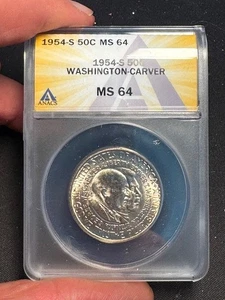 1954-S 50C MS 64
1954-S 50C
WASHINGTON-CARVER
MS 64
ANACS